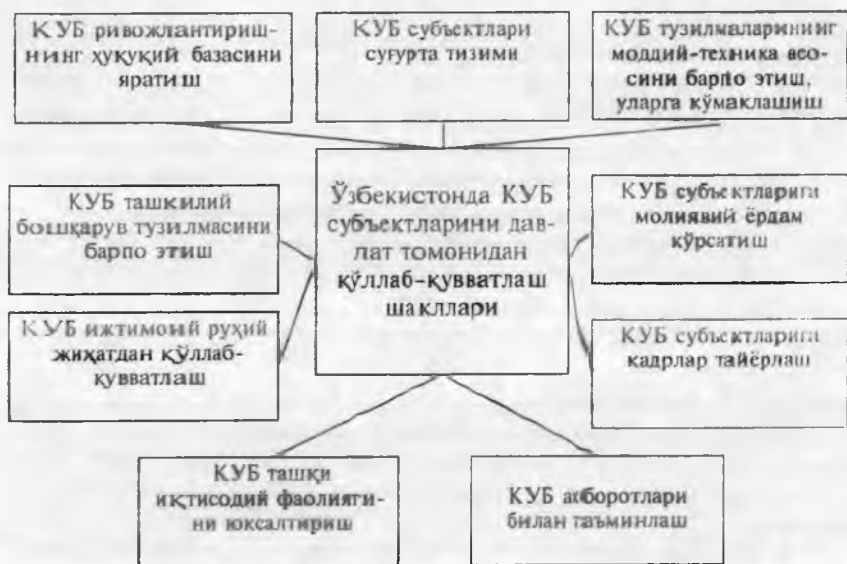 КУБ ривожлантириш-
нинг ҳуқуқий базасини
яратиш
КУБ субъектлари
суғурта тизими
КУБ тузилмаларининг
моддий-техника асо-
сини барпо этиш,
уларга кўмаклашиш
КУБ ташкилий
бошқарув тузилмасини
барпо этиш
Ўзбекистонда КУБ
субъектларини дав-
лат томонидан
қўллаб-қувватлаш
шакллари
КУБ субъектларига
молиявий ёрдам
кўрсатиш
КУБ ижтимоий руҳий
жиҳатдан қўллаб-
қувватлаш
КУБ субъектларига
кадрлар тайёрлаш
КУБ ташқи
иқтисодий фаолияти-
ни юксалтириш
КУБ ахборотлари
билан таъминлаш